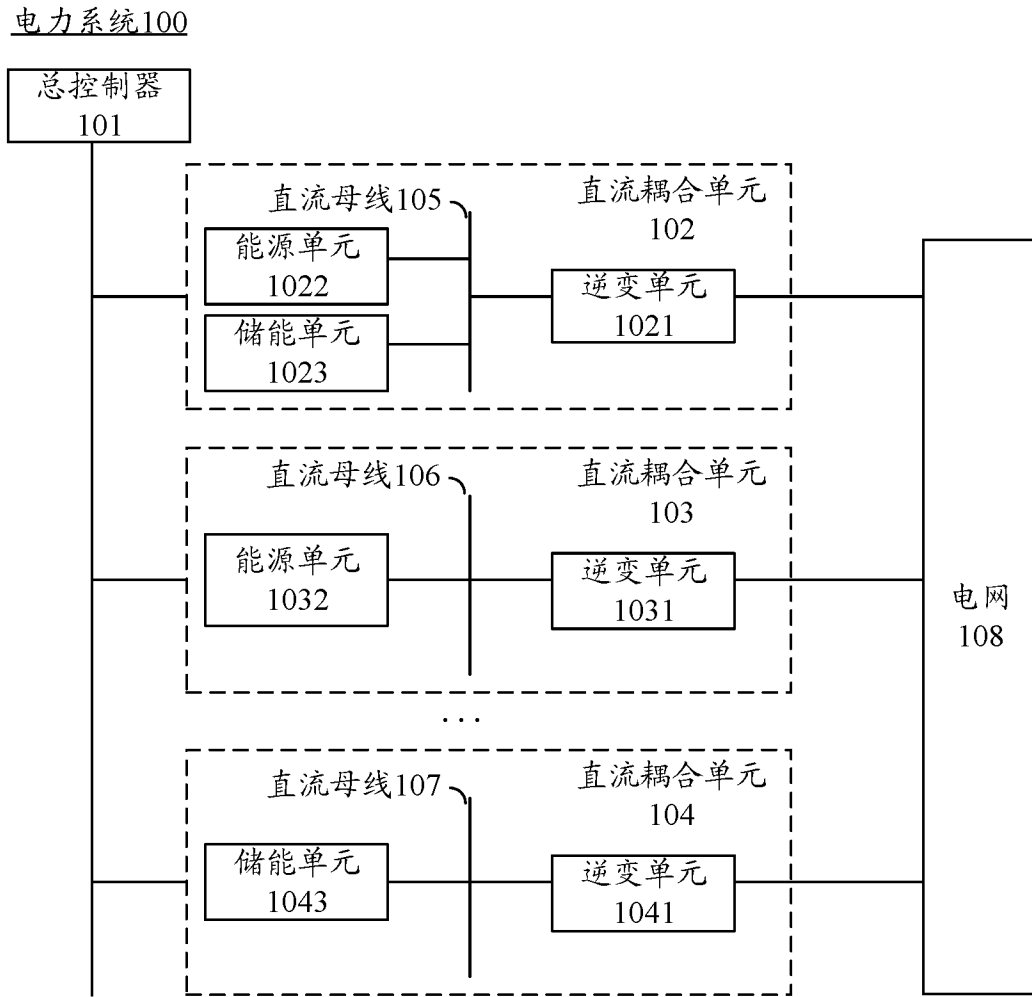 电力系统100
总控制器
101
直流母线105
直流耦合单元
102
能源单元
1022
逆变单元
1021
储能单元
1023
直流母线106
直流耦合单元
103
能源单元
1032
逆变单元
1031
电网
108
...
直流母线107
直流耦合单元
104
储能单元
1043
逆变单元
1041